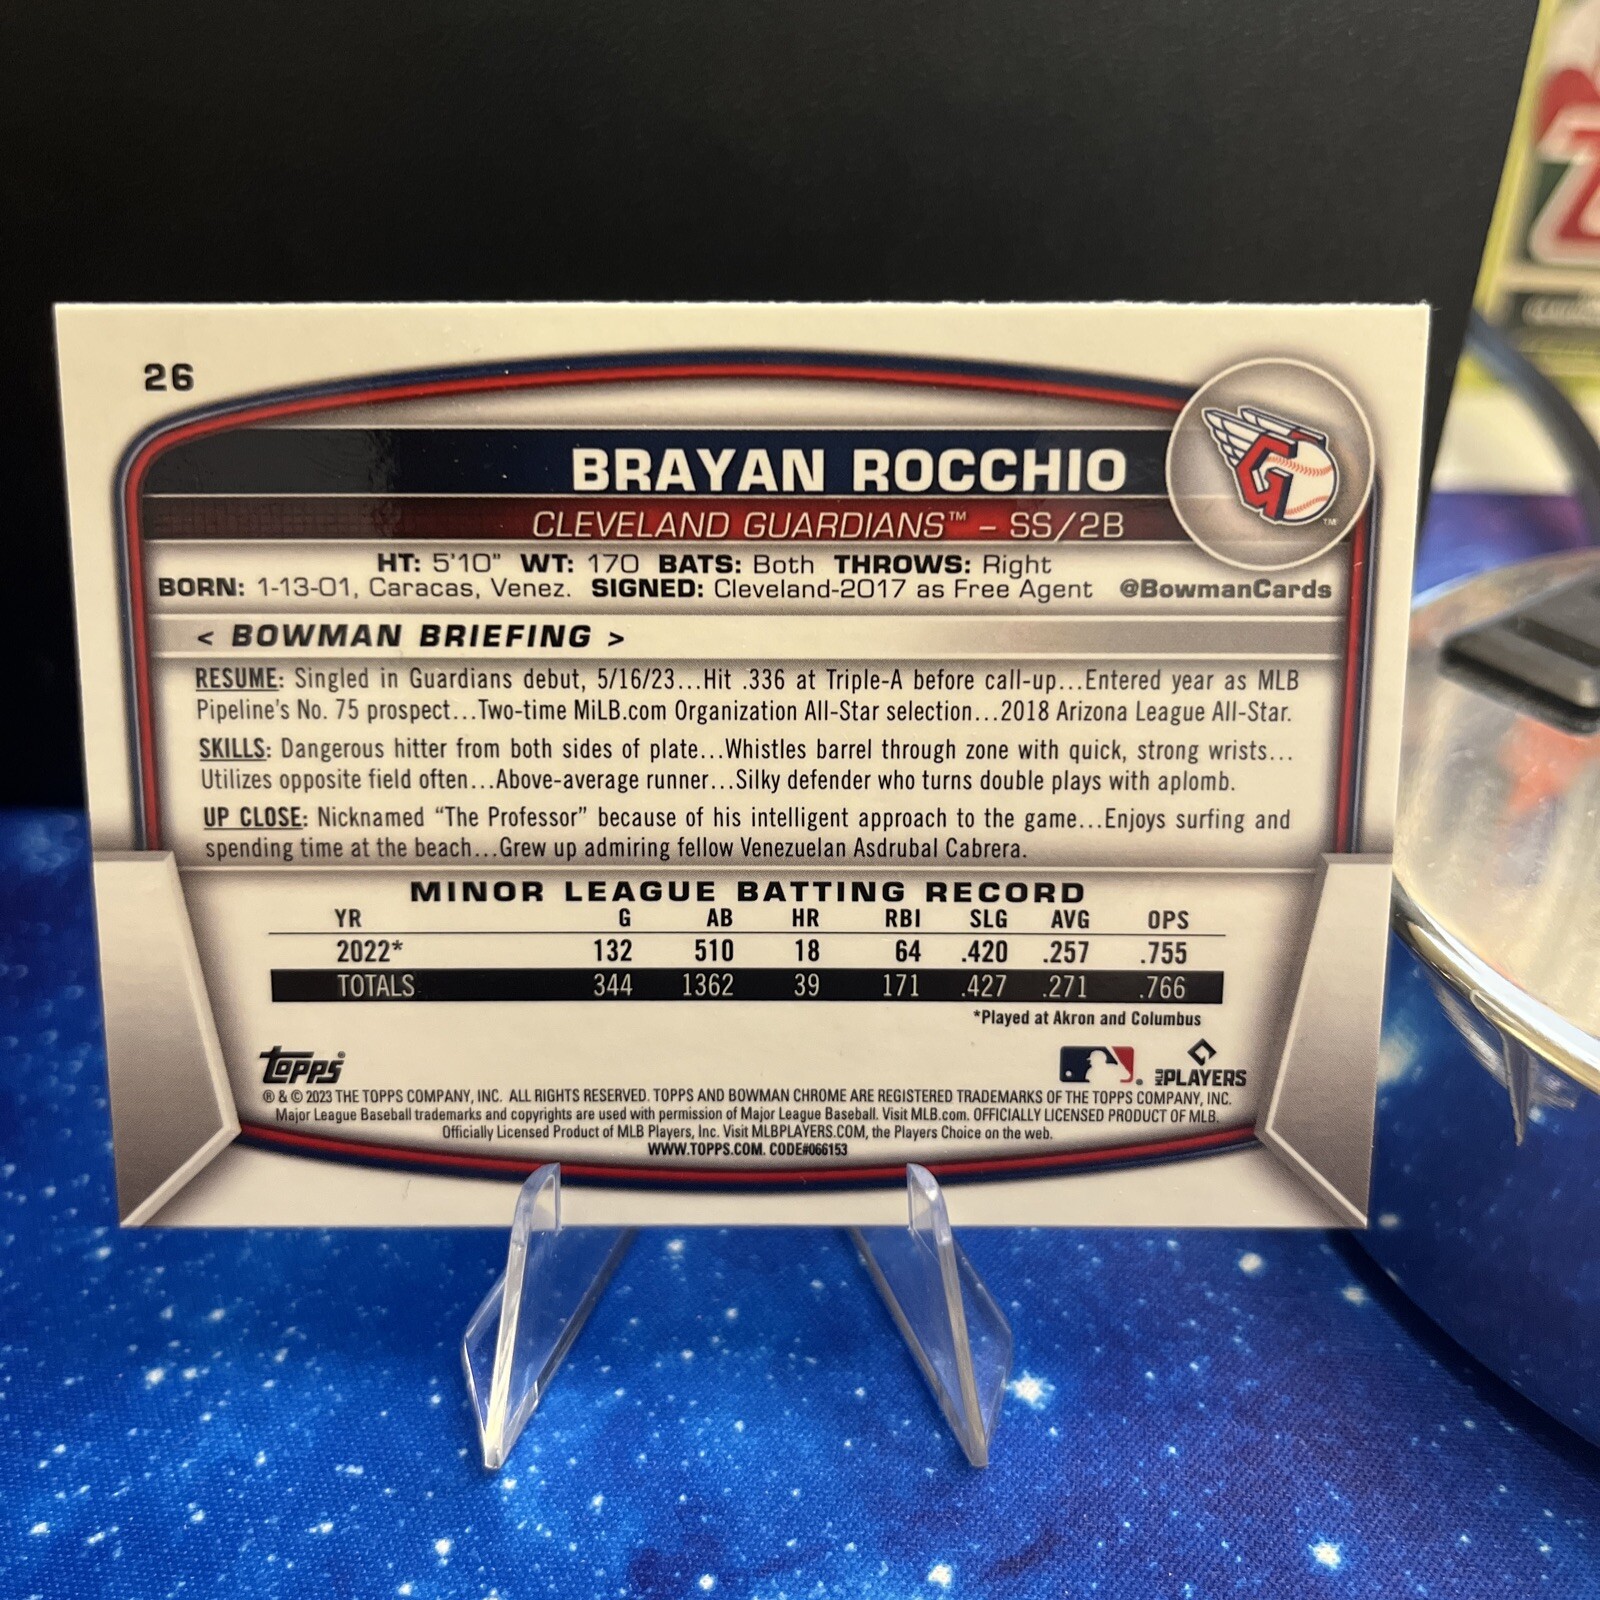 26
BRAYAN ROCCHIO
CLEVELAND GUARDIANS™ – SS/2B
HT: 5'10" WT: 170 BATS: Both THROWS: Right
BORN: 1-13-01, Caracas, Venez. SIGNED: Cleveland-2017 as Free Agent @BowmanCards
< BOWMAN BRIEFING >
RESUME: Singled in Guardians debut, 5/16/23...Hit .336 at Triple-A before call-up...Entered year as MLB
Pipeline's No. 75 prospect...Two-time MiLB.com Organization All-Star selection...2018 Arizona League All-Star.
SKILLS: Dangerous hitter from both sides of plate...Whistles barrel through zone with quick, strong wrists...
Utilizes opposite field often...Above-average runner...Silky defender who turns double plays with aplomb.
UP CLOSE: Nicknamed "The Professor" because of his intelligent approach to the game...Enjoys surfing and
spending time at the beach...Grew up admiring fellow Venezuelan Asdrubal Cabrera.
MINOR LEAGUE BATTING RECORD
YR G AB HR RBI SLG AVG OPS
2022* 132 510 18 64 .420 .257 .755
TOTALS 344 1362 39 171 .427 .271 .766
*Played at Akron and Columbus
Topps® MLB PLAYERS
® & © 2023 THE TOPPS COMPANY, INC. ALL RIGHTS RESERVED. TOPPS AND BOWMAN CHROME ARE REGISTERED TRADEMARKS OF THE TOPPS COMPANY, INC.
Major League Baseball trademarks and copyrights are used with permission of Major League Baseball. Visit MLB.com. OFFICIALLY LICENSED PRODUCT OF MLB.
Officially Licensed Product of MLB Players, Inc. Visit MLBPLAYERS.COM, the Players Choice on the web.
WWW.TOPPS.COM. CODE#066153